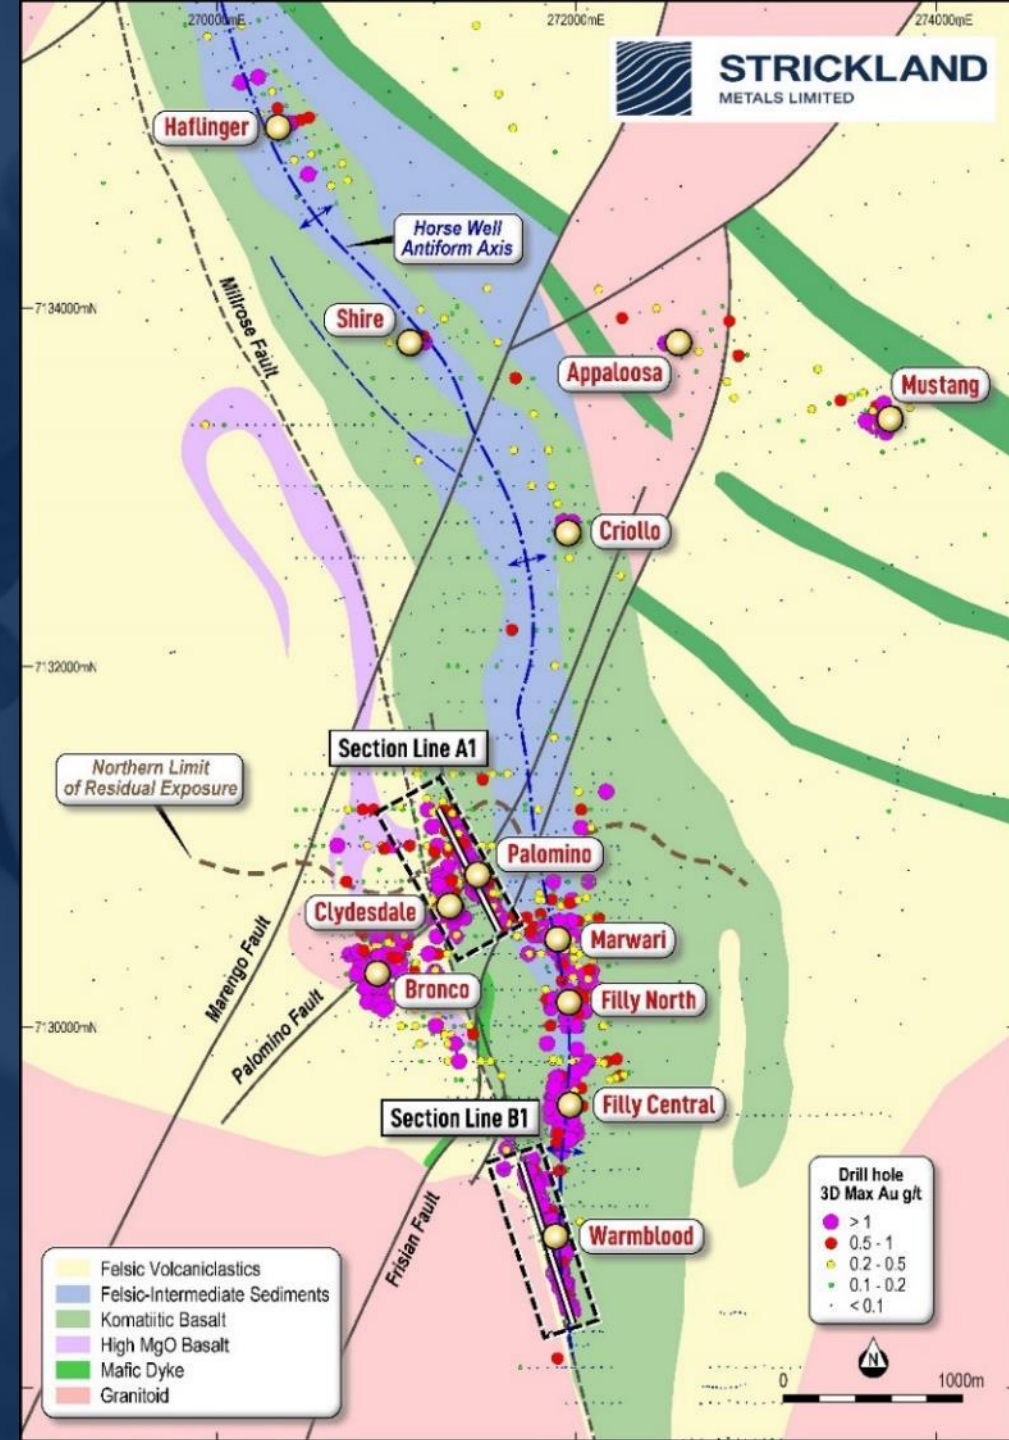 270000mE
272000mE
274000mE
STRICKLAND
METALS LIMITED
Haflinger
Horse Well
Antiform Axis
Millrose Fault
7134000mN
Shire
Appaloosa
Mustang
Criollo
7132000mN
Section Line A1
Northern Limit
of Residual Exposure
Palomino
Clydesdale
Marwari
Bronco
Filly North
Marengo Fault
Palomino Fault
7130000mN
Section Line B1
Filly Central
Frisian Fault
Warmblood
Drill hole
3D Max Au g/t
> 1
0.5 - 1
0.2 - 0.5
0.1 - 0.2
< 0.1
Felsic Volcaniclastics
Felsic-Intermediate Sediments
Komatiitic Basalt
High MgO Basalt
Mafic Dyke
Granitoid
N
0 1000m